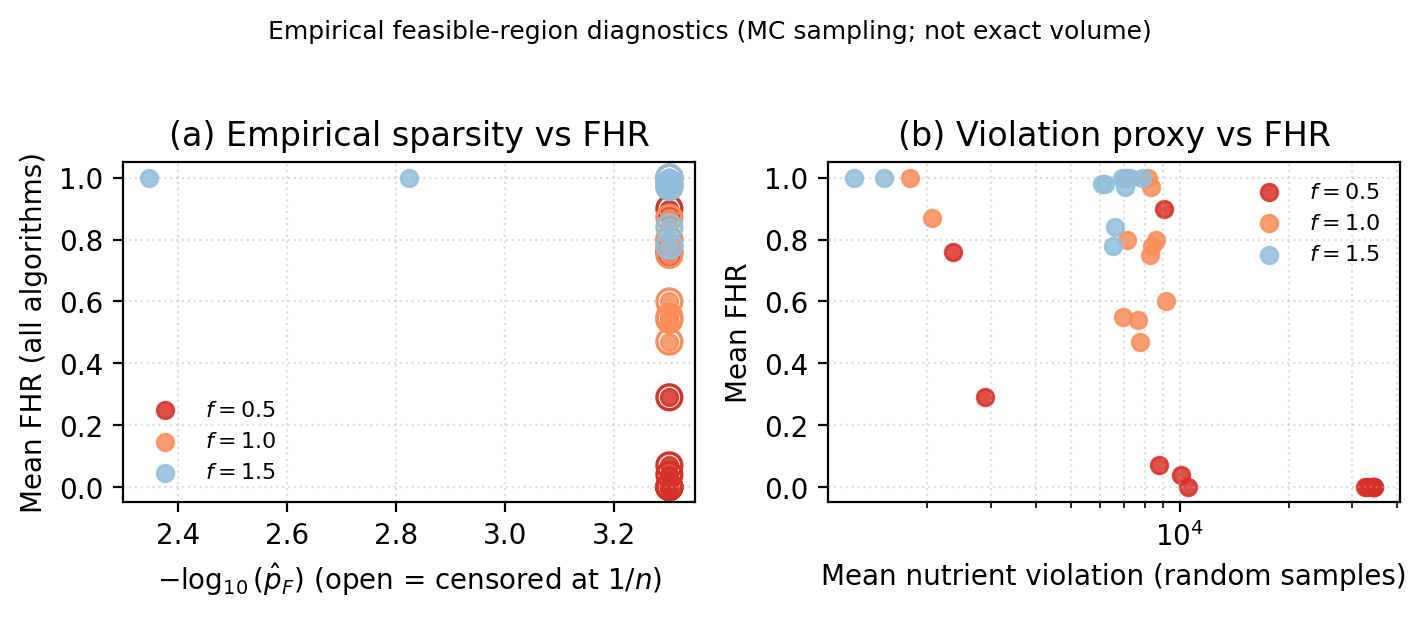 Empirical feasible-region diagnostics (MC sampling; not exact volume)
(a) Empirical sparsity vs FHR
Mean FHR (all algorithms)
1.0
0.8
0.6
0.4
0.2
0.0
f = 0.5
f = 1.0
f = 1.5
2.4 2.6 2.8 3.0 3.2
−log₁₀(p̂_F) (open = censored at 1/n)
(b) Violation proxy vs FHR
Mean FHR
1.0
0.8
0.6
0.4
0.2
0.0
f = 0.5
f = 1.0
f = 1.5
10⁴
Mean nutrient violation (random samples)